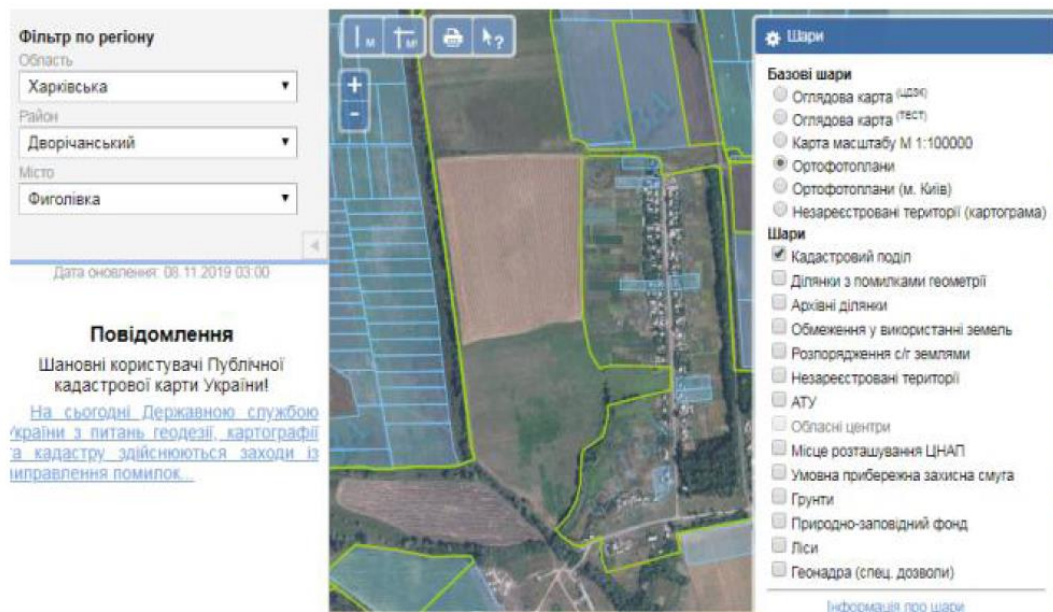 Фільтр по регіону
Область
Харківська
Район
Дворічанський
Місто
Фиголівка
Дата оновлення: 08.11.2019 03:00
Повідомлення
Шановні користувачі Публічної
кадастрової карти України!
На сьогодні Державною службою
України з питань геодезії, картографії
та кадастру здійснюються заходи із
виправлення помилок...
М
М²
?
+
-
Шари
Базові шари
Оглядова карта (ЦДЗК)
Оглядова карта (ТЕСТ)
Карта масштабу М 1:100000
Ортофотоплани
Ортофотоплани (м. Київ)
Незареєстровані території (картограма)
Шари
Кадастровий поділ
Ділянки з помилками геометрії
Архівні ділянки
Обмеження у використанні земель
Розпорядження с/г землями
Незареєстровані території
АТУ
Обласні центри
Місце розташування ЦНАП
Умовна прибережна захисна смуга
Грунти
Природно-заповідний фонд
Ліси
Геонадра (спец. дозволи)
Інформація про шари